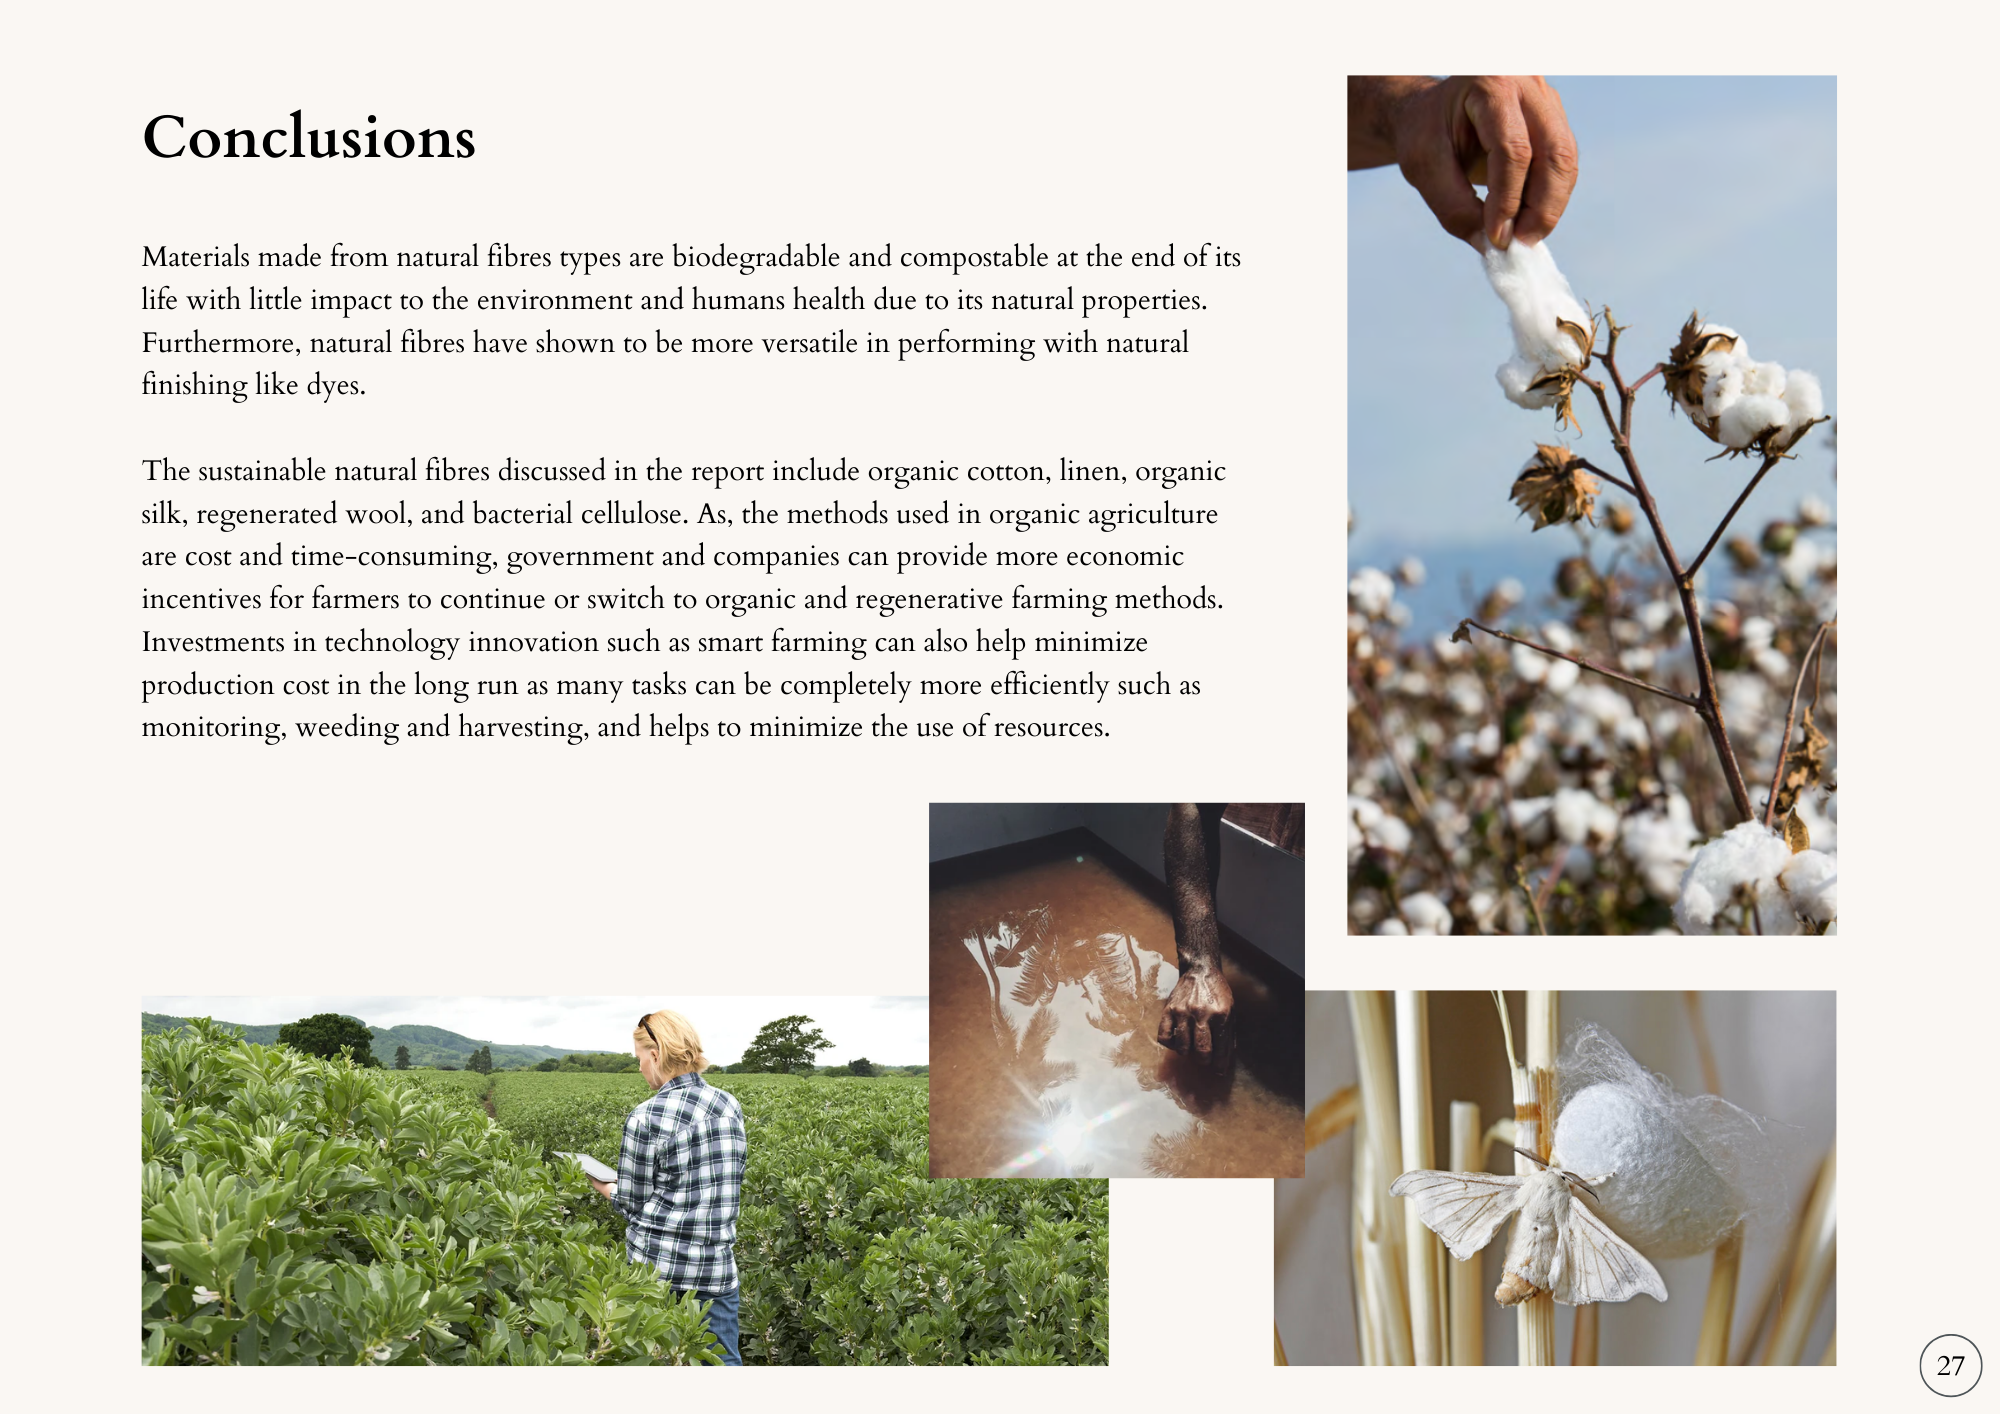 Conclusions
Materials made from natural fibres types are biodegradable and compostable at the end of its
life with little impact to the environment and humans health due to its natural properties.
Furthermore, natural fibres have shown to be more versatile in performing with natural
finishing like dyes.
The sustainable natural fibres discussed in the report include organic cotton, linen, organic
silk, regenerated wool, and bacterial cellulose. As, the methods used in organic agriculture
are cost and time-consuming, government and companies can provide more economic
incentives for farmers to continue or switch to organic and regenerative farming methods.
Investments in technology innovation such as smart farming can also help minimize
production cost in the long run as many tasks can be completely more efficiently such as
monitoring, weeding and harvesting, and helps to minimize the use of resources.
27